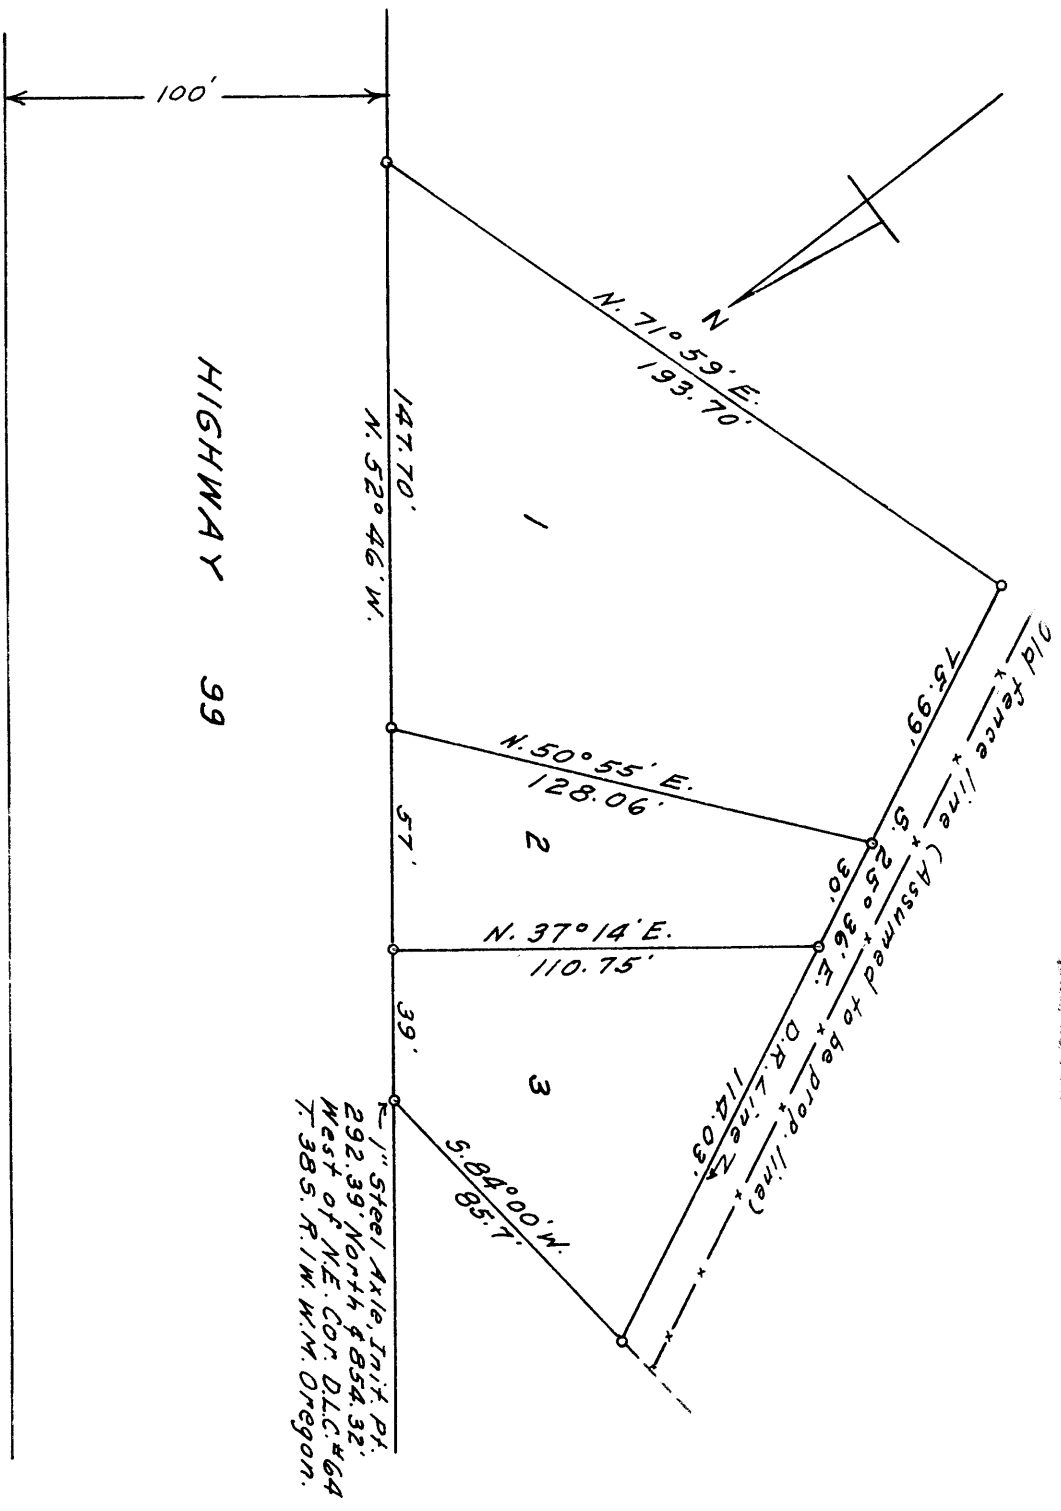 100'
N
N. 71° 59' E.
193.70'
147.70'
N. 52° 46' W.
HIGHWAY 99
1
Old fence line (Assumed to be prop. line)
75.99'
S. 25° 36' E.
30'
N. 50° 55' E.
128.06'
57'
2
N. 37° 14' E.
110.75'
39'
3
D.R. Line
114.03'
S. 84° 00' W.
85.7'
1" Steel Axle, Init. Pt.
292.39' North & 854.32'
West of N.E. Cor. D.L.C. #64
T. 38S. R. 1W. W.M. Oregon.